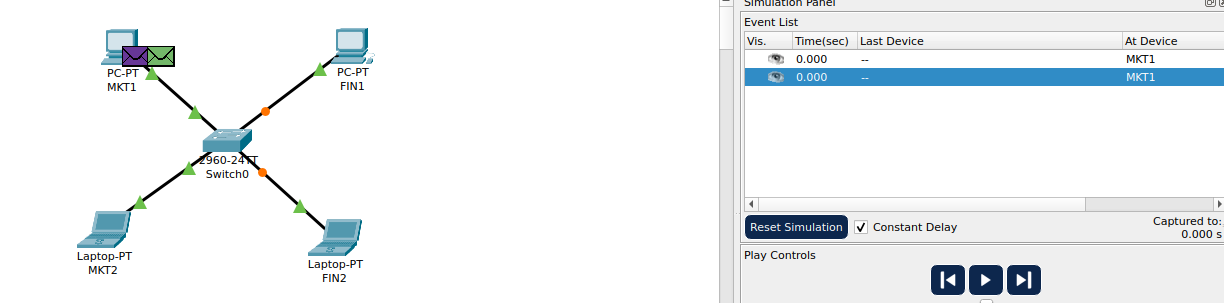 Simulation Panel
Event List
Vis. Time(sec) Last Device At Device
0.000 -- MKT1
0.000 -- MKT1
PC-PT
MKT1
PC-PT
FIN1
2960-24TT
Switch0
Laptop-PT
MKT2
Laptop-PT
FIN2
Reset Simulation Constant Delay
Captured to:
0.000 s
Play Controls